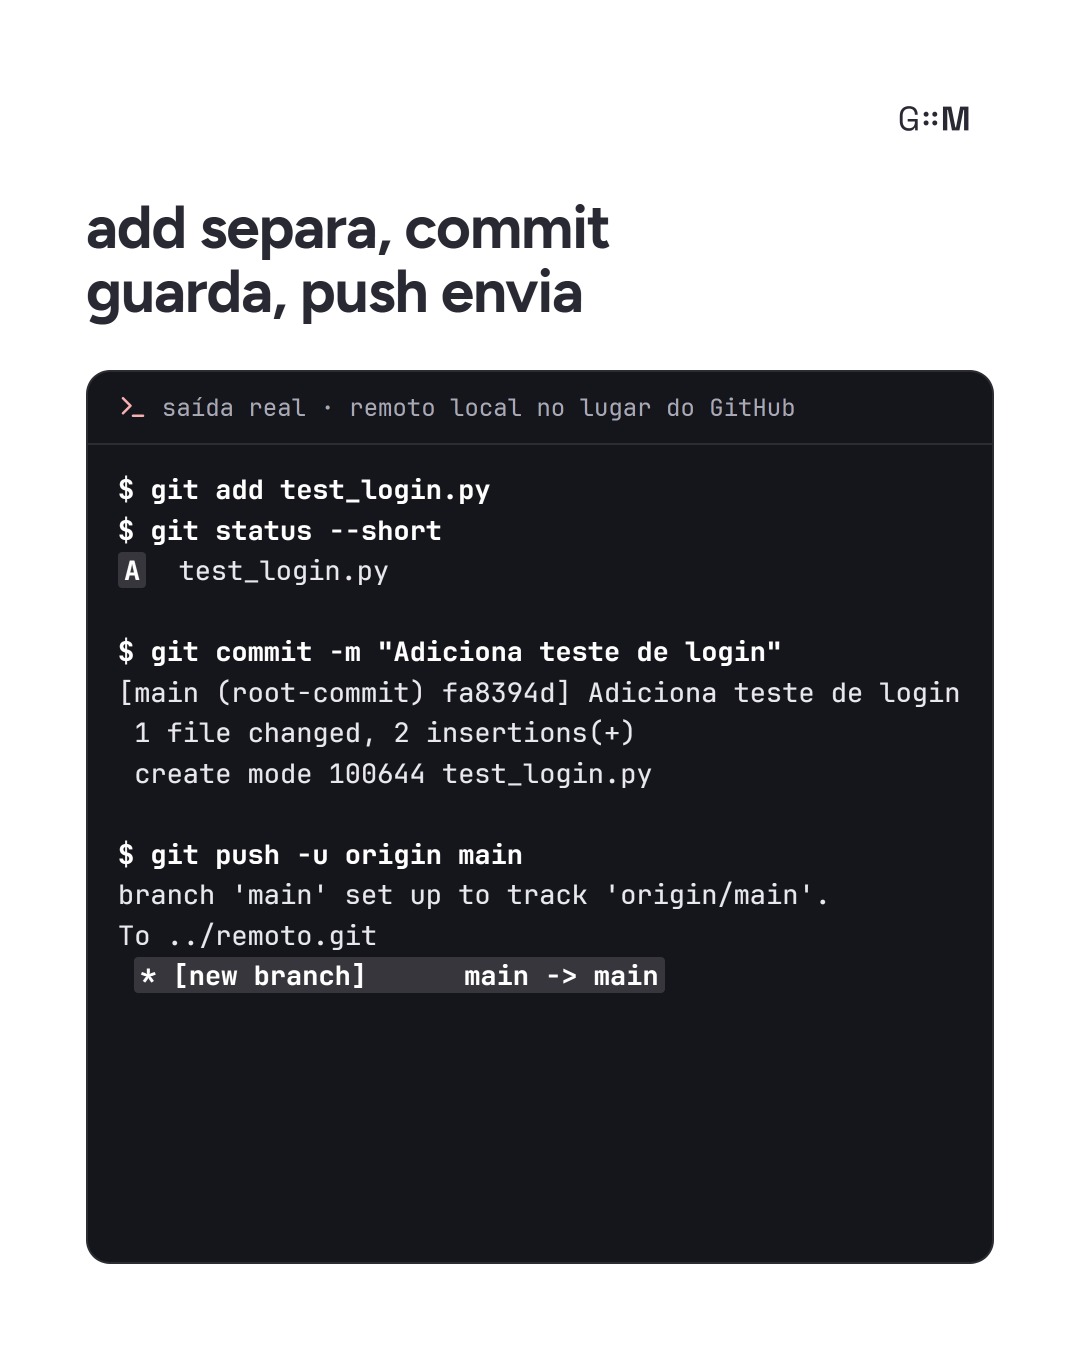 G::M
add separa, commit
guarda, push envia
>_ saída real · remoto local no lugar do GitHub
$ git add test_login.py
$ git status --short
A  test_login.py
$ git commit -m "Adiciona teste de login"
[main (root-commit) fa8394d] Adiciona teste de login
 1 file changed, 2 insertions(+)
 create mode 100644 test_login.py
$ git push -u origin main
branch 'main' set up to track 'origin/main'.
To ../remoto.git
 * [new branch]      main -> main